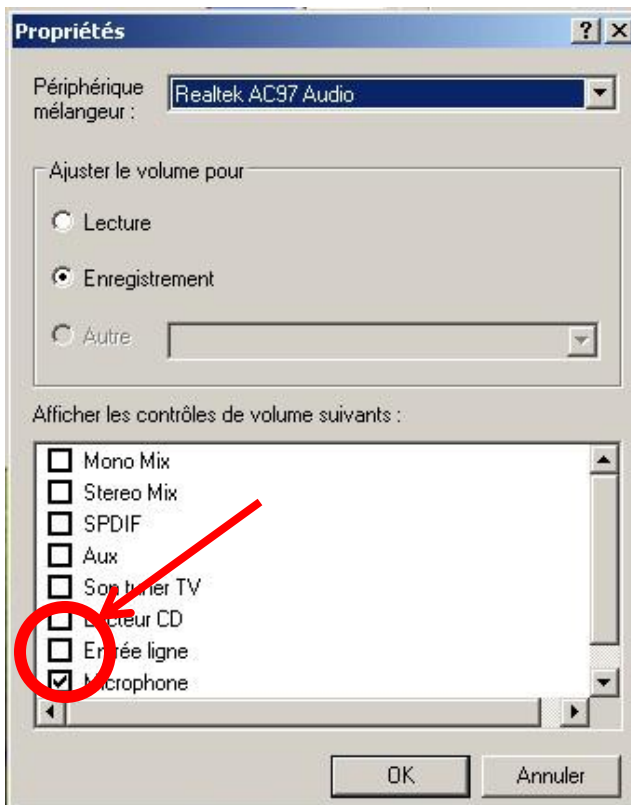 Propriétés
Périphérique
mélangeur :
Realtek AC97 Audio
Ajuster le volume pour
Lecture
Enregistrement
Autre
Afficher les contrôles de volume suivants :
Mono Mix
Stereo Mix
SPDIF
Aux
Son tuner TV
Lecteur CD
Entrée ligne
Microphone
OK
Annuler